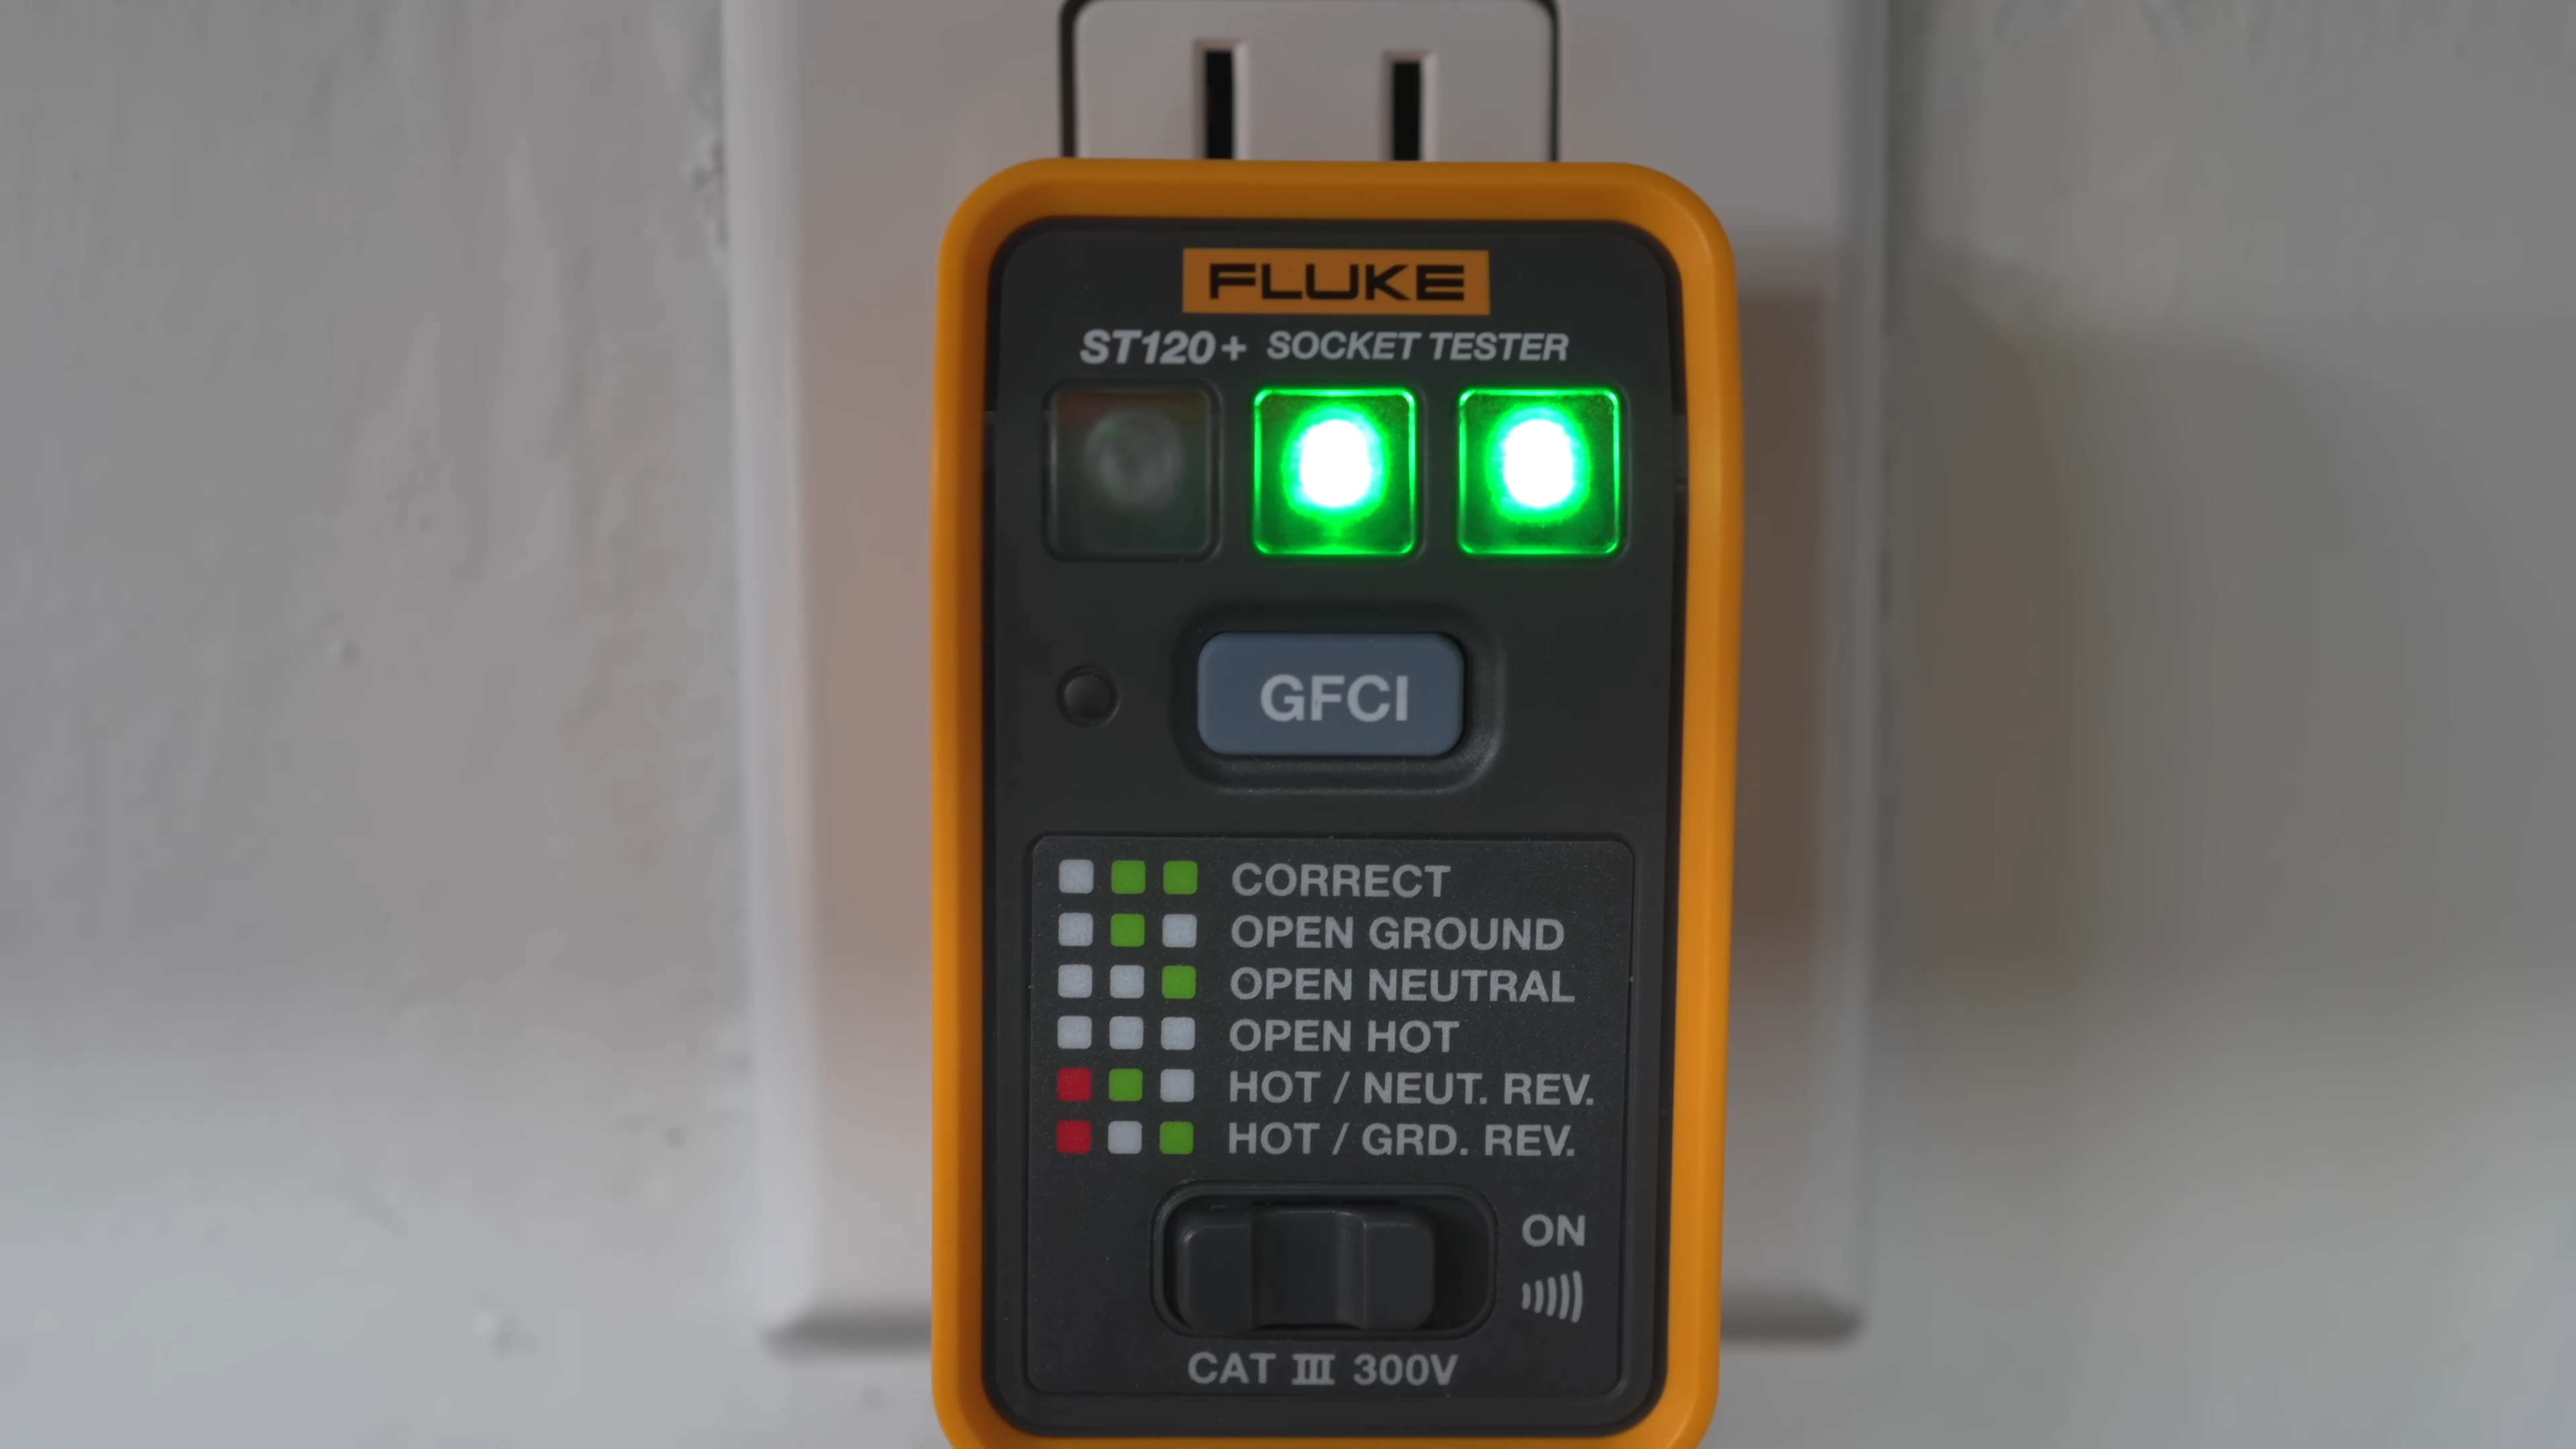 FLUKE
ST120+ SOCKET TESTER
GFCI
CORRECT
OPEN GROUND
OPEN NEUTRAL
OPEN HOT
HOT / NEUT. REV.
HOT / GRD. REV.
ON
CAT III 300V